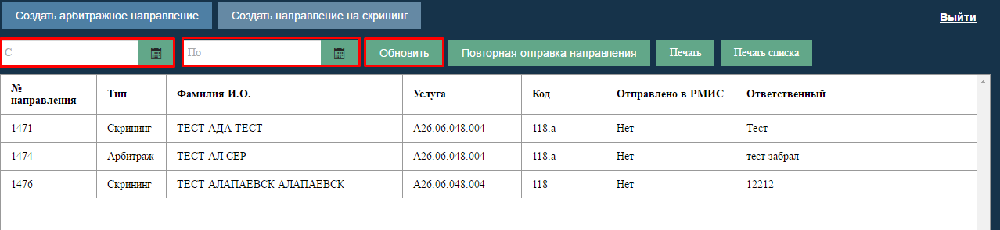 Создать арбитражное направление Создать направление на скрининг Выйти
С По Обновить Повторная отправка направления Печать Печать списка
№ направления Тип Фамилия И.О. Услуга Код Отправлено в РМИС Ответственный
1471 Скрининг ТЕСТ АДА ТЕСТ A26.06.048.004 118.a Нет Тест
1474 Арбитраж ТЕСТ АЛ СЕР A26.06.048.004 118.a Нет тест забрал
1476 Скрининг ТЕСТ АЛАПАЕВСК АЛАПАЕВСК A26.06.048.004 118 Нет 12212